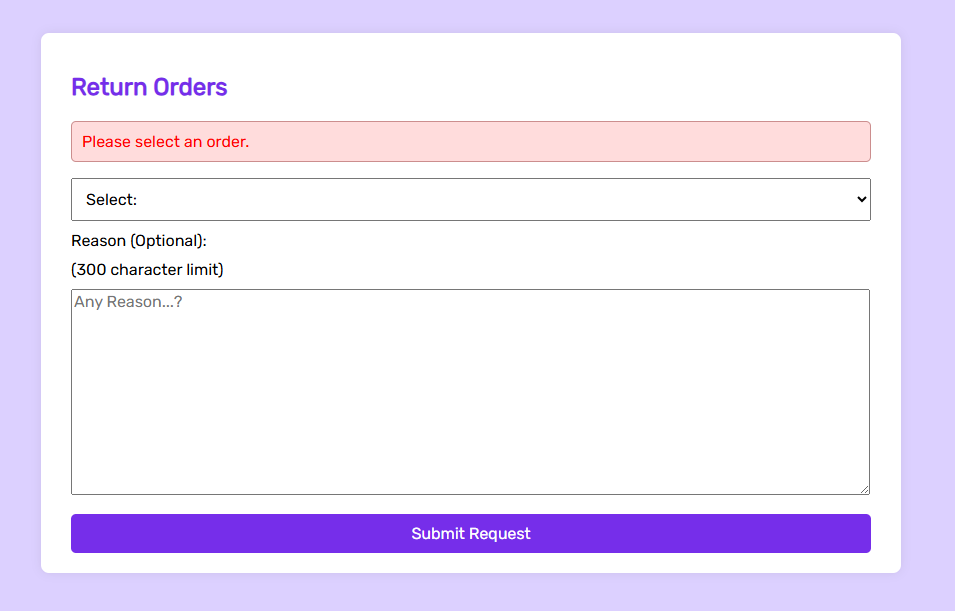 Return Orders
Please select an order.
Select:
Reason (Optional):
(300 character limit)
Any Reason...?
Submit Request